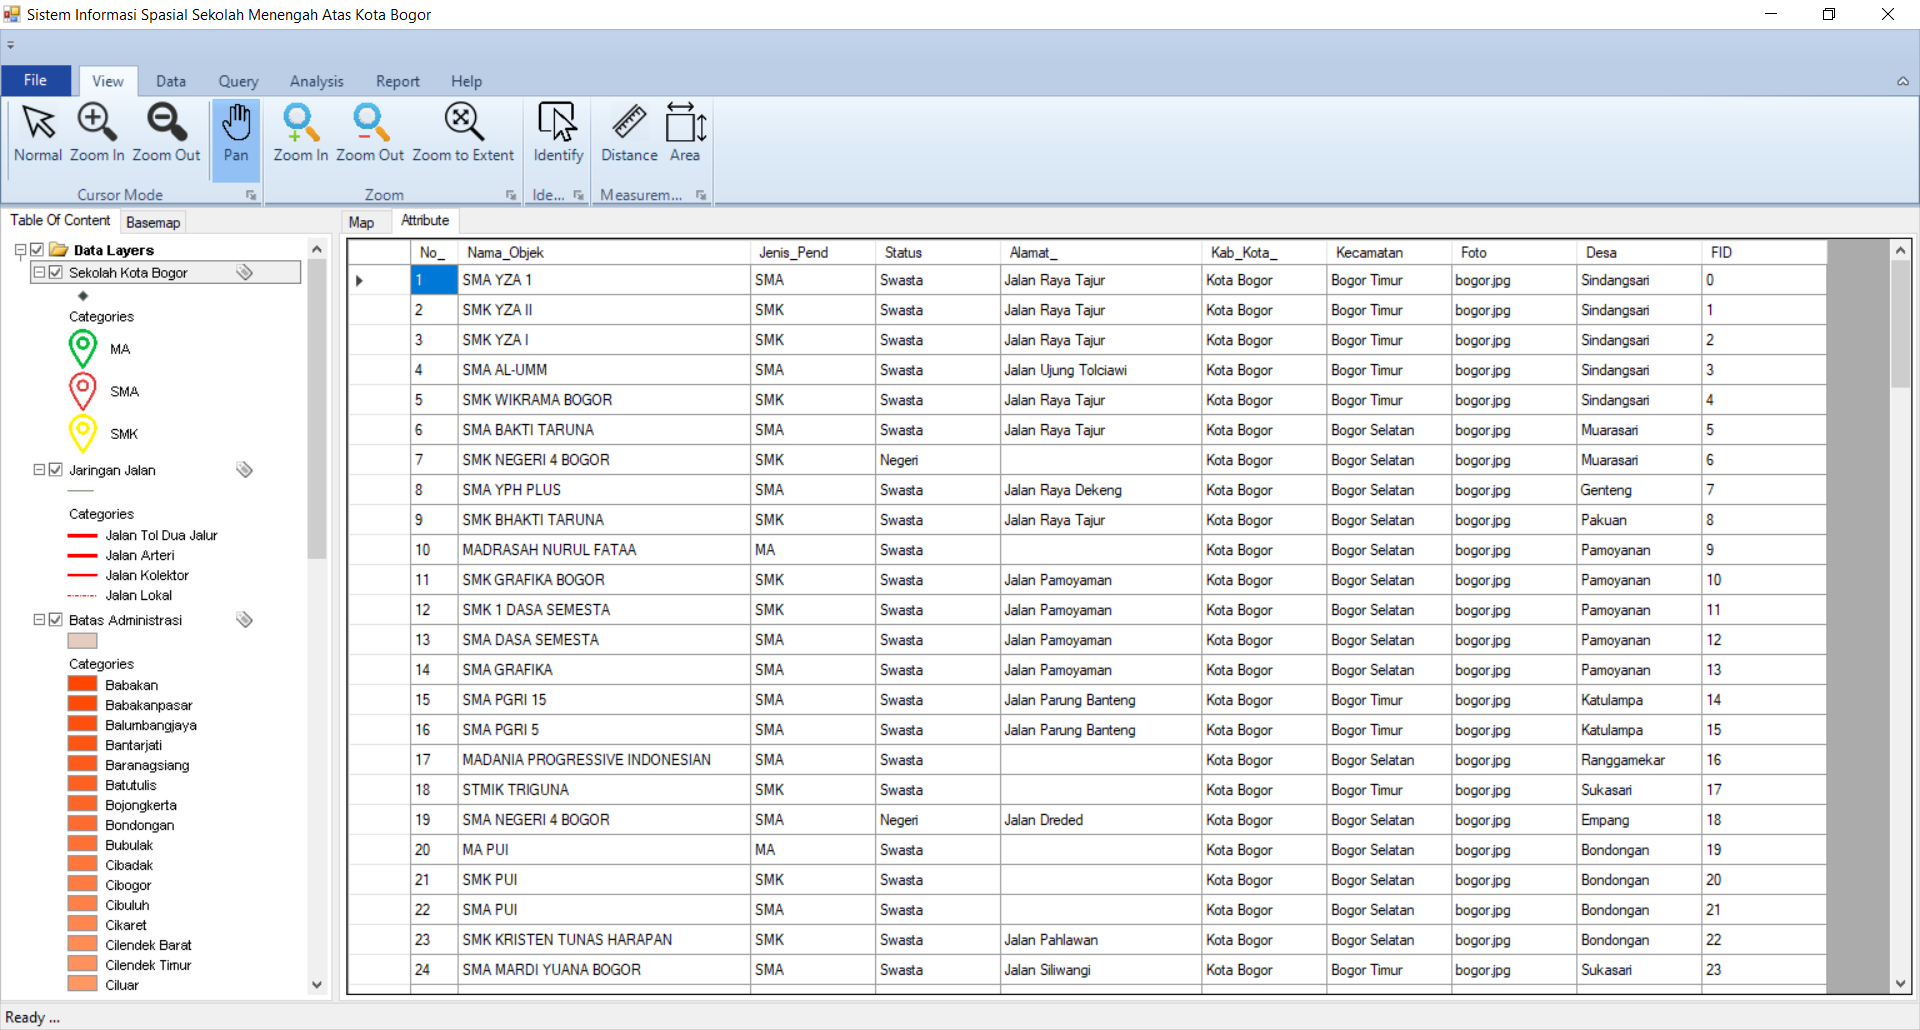 Sistem Informasi Spasial Sekolah Menengah Atas Kota Bogor
File View Data Query Analysis Report Help
Normal Zoom In Zoom Out Pan Zoom In Zoom Out Zoom to Extent Identify Distance Area
Cursor Mode Zoom Ide... Measurem...
Table Of Content Basemap
Data Layers
Sekolah Kota Bogor
Categories
MA
SMA
SMK
Jaringan Jalan
Categories
Jalan Tol Dua Jalur
Jalan Arteri
Jalan Kolektor
Jalan Lokal
Batas Administrasi
Categories
Babakan
Babakanpasar
Balumbangjaya
Bantarjati
Baranagsiang
Batutulis
Bojongkerta
Bondongan
Bubulak
Cibadak
Cibogor
Cibuluh
Cikaret
Cilendek Barat
Cilendek Timur
Ciluar
Map Attribute
No_ Nama_Objek Jenis_Pend Status Alamat_ Kab_Kota_ Kecamatan Foto Desa FID
1 SMA YZA 1 SMA Swasta Jalan Raya Tajur Kota Bogor Bogor Timur bogor.jpg Sindangsari 0
2 SMK YZA II SMK Swasta Jalan Raya Tajur Kota Bogor Bogor Timur bogor.jpg Sindangsari 1
3 SMK YZA I SMK Swasta Jalan Raya Tajur Kota Bogor Bogor Timur bogor.jpg Sindangsari 2
4 SMA AL-UMM SMA Swasta Jalan Ujung Tolciawi Kota Bogor Bogor Timur bogor.jpg Sindangsari 3
5 SMK WIKRAMA BOGOR SMK Swasta Jalan Raya Tajur Kota Bogor Bogor Timur bogor.jpg Sindangsari 4
6 SMA BAKTI TARUNA SMA Swasta Jalan Raya Tajur Kota Bogor Bogor Selatan bogor.jpg Muarasari 5
7 SMK NEGERI 4 BOGOR SMK Negeri Kota Bogor Bogor Selatan bogor.jpg Muarasari 6
8 SMA YPH PLUS SMA Swasta Jalan Raya Dekeng Kota Bogor Bogor Selatan bogor.jpg Genteng 7
9 SMK BHAKTI TARUNA SMK Swasta Jalan Raya Tajur Kota Bogor Bogor Selatan bogor.jpg Pakuan 8
10 MADRASAH NURUL FATAA MA Swasta Kota Bogor Bogor Selatan bogor.jpg Pamoyanan 9
11 SMK GRAFIKA BOGOR SMK Swasta Jalan Pamoyaman Kota Bogor Bogor Selatan bogor.jpg Pamoyanan 10
12 SMK 1 DASA SEMESTA SMK Swasta Jalan Pamoyaman Kota Bogor Bogor Selatan bogor.jpg Pamoyanan 11
13 SMA DASA SEMESTA SMA Swasta Jalan Pamoyaman Kota Bogor Bogor Selatan bogor.jpg Pamoyanan 12
14 SMA GRAFIKA SMA Swasta Jalan Pamoyaman Kota Bogor Bogor Selatan bogor.jpg Pamoyanan 13
15 SMA PGRI 15 SMA Swasta Jalan Parung Banteng Kota Bogor Bogor Timur bogor.jpg Katulampa 14
16 SMA PGRI 5 SMA Swasta Jalan Parung Banteng Kota Bogor Bogor Timur bogor.jpg Katulampa 15
17 MADANIA PROGRESSIVE INDONESIAN SMA Swasta Kota Bogor Bogor Selatan bogor.jpg Ranggamekar 16
18 STMIK TRIGUNA SMK Swasta Kota Bogor Bogor Timur bogor.jpg Sukasari 17
19 SMA NEGERI 4 BOGOR SMA Negeri Jalan Dreded Kota Bogor Bogor Selatan bogor.jpg Empang 18
20 MA PUI MA Swasta Kota Bogor Bogor Selatan bogor.jpg Bondongan 19
21 SMK PUI SMK Swasta Kota Bogor Bogor Selatan bogor.jpg Bondongan 20
22 SMA PUI SMA Swasta Kota Bogor Bogor Selatan bogor.jpg Bondongan 21
23 SMK KRISTEN TUNAS HARAPAN SMK Swasta Jalan Pahlawan Kota Bogor Bogor Selatan bogor.jpg Bondongan 22
24 SMA MARDI YUANA BOGOR SMA Swasta Jalan Siliwangi Kota Bogor Bogor Timur bogor.jpg Sukasari 23
Ready ...